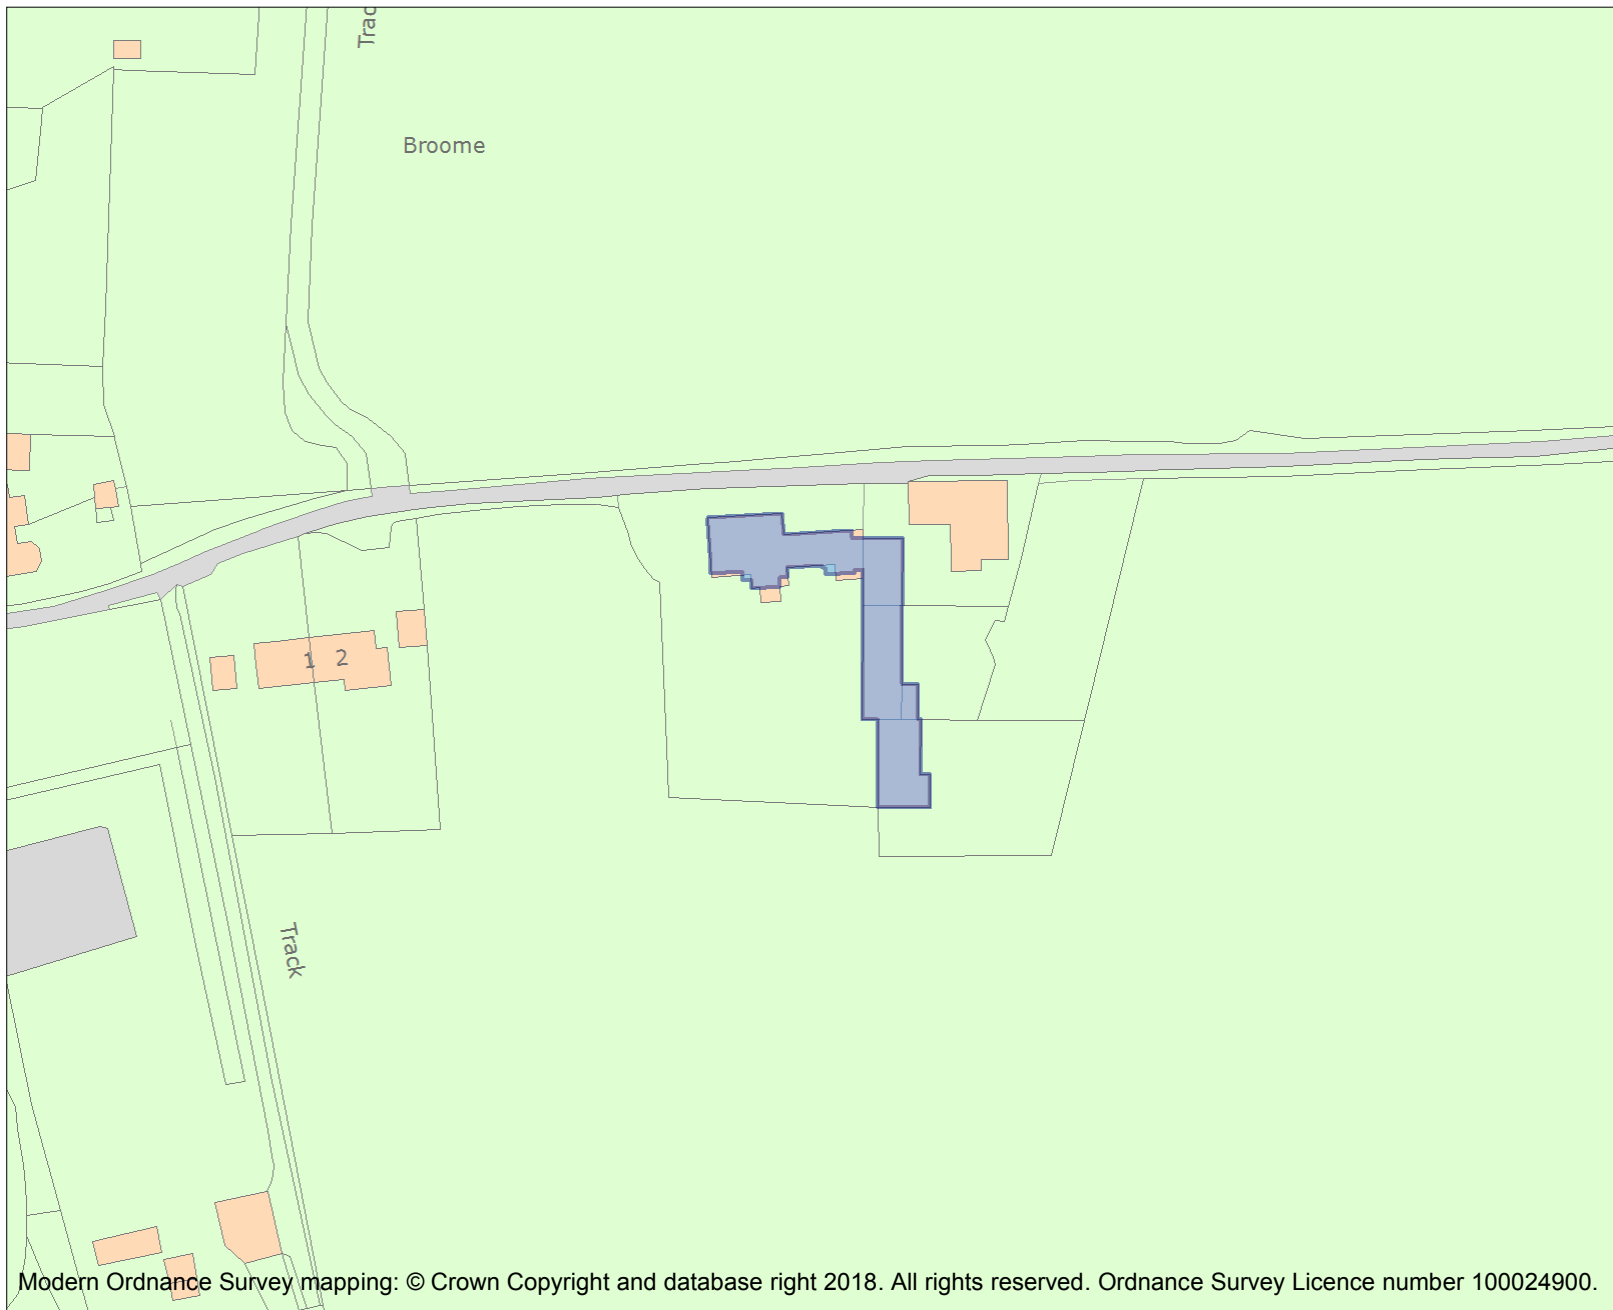 Trac
Broome
1 2
Track
Modern Ordnance Survey mapping: © Crown Copyright and database right 2018. All rights reserved. Ordnance Survey Licence number 100024900.